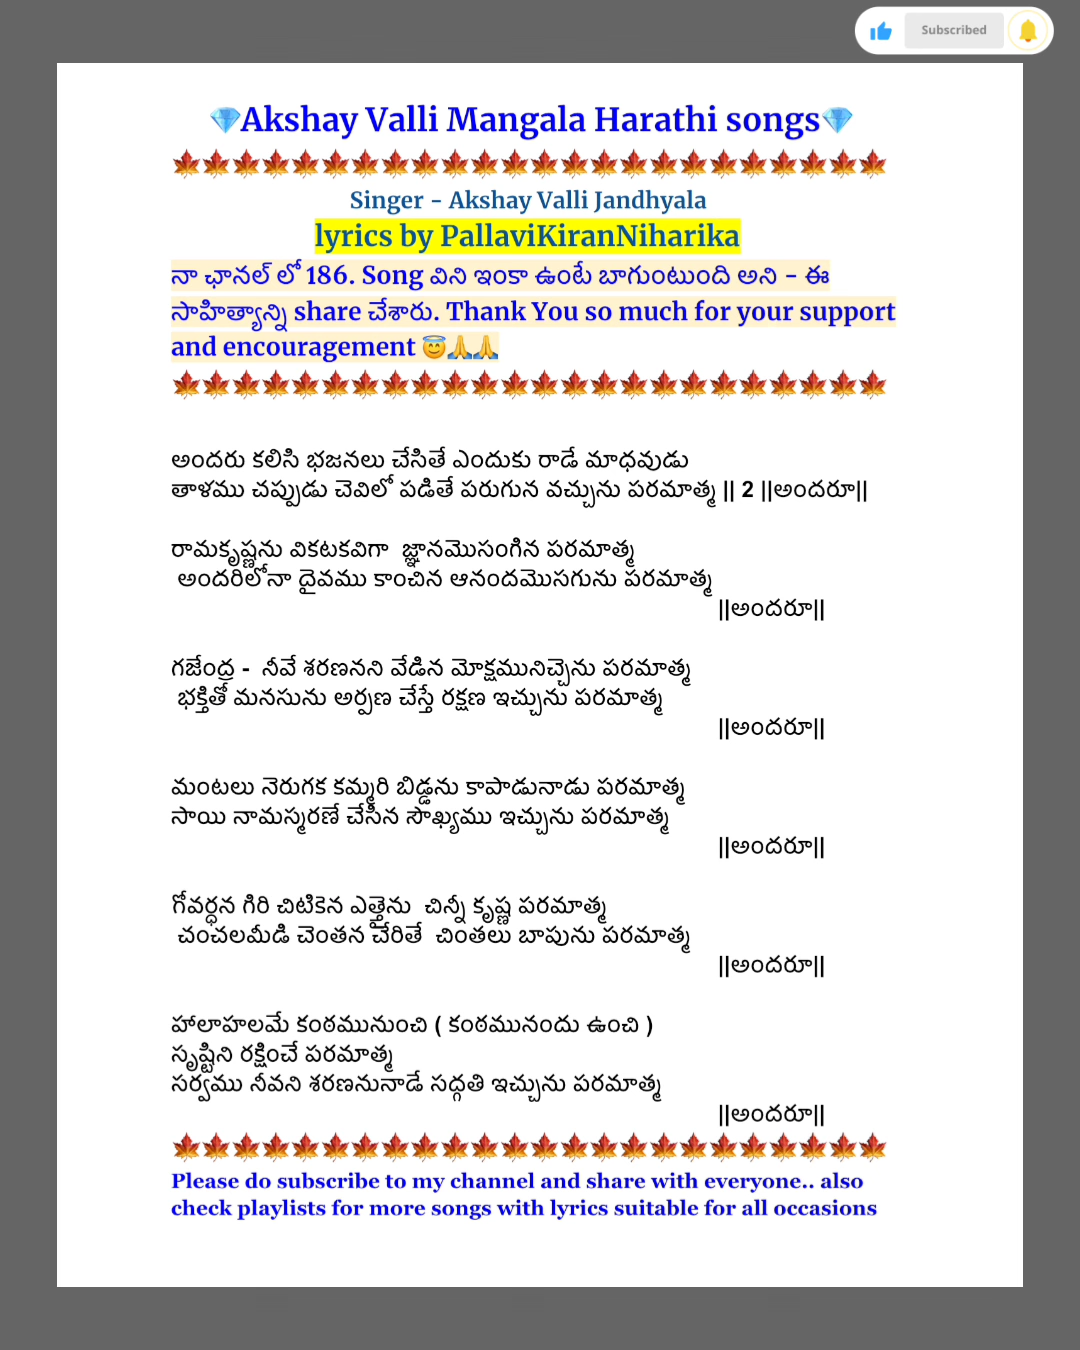 Subscribed
💎Akshay Valli Mangala Harathi songs💎
🍁🍁🍁🍁🍁🍁🍁🍁🍁🍁🍁🍁🍁🍁🍁🍁🍁🍁🍁🍁🍁🍁🍁🍁
Singer - Akshay Valli Jandhyala
lyrics by PallaviKiranNiharika
నా ఛానల్ లో 186. Song విని ఇంకా ఉంటే బాగుంటుంది అని - ఈ
సాహిత్యాన్ని share చేశారు. Thank You so much for your support
and encouragement 😇🙏🙏
🍁🍁🍁🍁🍁🍁🍁🍁🍁🍁🍁🍁🍁🍁🍁🍁🍁🍁🍁🍁🍁🍁🍁🍁
అందరు కలిసి భజనలు చేసితే ఎందుకు రాడే మాధవుడు
తాళము చప్పుడు చెవిలో పడితే పరుగున వచ్చును పరమాత్మ || 2 ||అందరూ||
రామకృష్ణను వికటకవిగా  జ్ఞానమొసంగిన పరమాత్మ
అందరిలోనా దైవము కాంచిన ఆనందమొసగును పరమాత్మ
||అందరూ||
గజేంద్ర -  నీవే శరణనని వేడిన మోక్షమునిచ్చెను పరమాత్మ
భక్తితో మనసును అర్పణ చేస్తే రక్షణ ఇచ్చును పరమాత్మ
||అందరూ||
మంటలు నెరుగక కమ్మరి బిడ్డను కాపాడునాడు పరమాత్మ
సాయి నామస్మరణే చేసిన సౌఖ్యము ఇచ్చును పరమాత్మ
||అందరూ||
గోవర్ధన గిరి చిటికెన ఎత్తైను  చిన్నీ కృష్ణ పరమాత్మ
చంచలమీడి చెంతన చేరితే  చింతలు బాపును పరమాత్మ
||అందరూ||
హాలాహలమే కంఠమునుంచి ( కంఠమునందు ఉంచి )
సృష్టిని రక్షించే పరమాత్మ
సర్వము నీవని శరణనునాడే సద్గతి ఇచ్చును పరమాత్మ
||అందరూ||
🍁🍁🍁🍁🍁🍁🍁🍁🍁🍁🍁🍁🍁🍁🍁🍁🍁🍁🍁🍁🍁🍁🍁🍁
Please do subscribe to my channel and share with everyone.. also
check playlists for more songs with lyrics suitable for all occasions